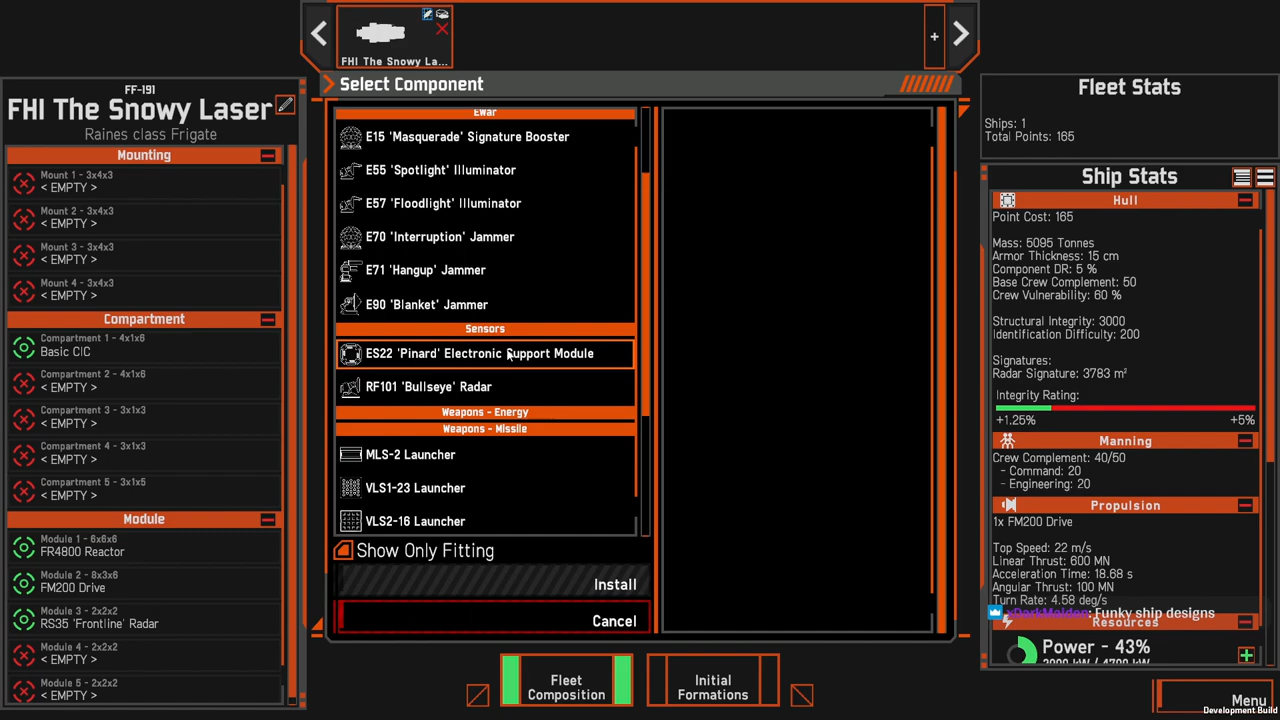 FHI The Snowy La...
+
FF-191
FHI The Snowy Laser
Raines class Frigate
Mounting
Mount 1 - 3x4x3
< EMPTY >
Mount 2 - 3x4x3
< EMPTY >
Mount 3 - 3x4x3
< EMPTY >
Mount 4 - 3x4x3
< EMPTY >
Compartment
Compartment 1 - 4x1x6
Basic CIC
Compartment 2 - 4x1x6
< EMPTY >
Compartment 3 - 3x1x3
< EMPTY >
Compartment 4 - 3x1x3
< EMPTY >
Compartment 5 - 3x1x5
< EMPTY >
Module
Module 1 - 6x6x6
FR4800 Reactor
Module 2 - 8x3x6
FM200 Drive
Module 3 - 2x2x2
RS35 'Frontline' Radar
Module 4 - 2x2x2
< EMPTY >
Module 5 - 2x2x2
< EMPTY >
Select Component
Ewar
E15 'Masquerade' Signature Booster
E55 'Spotlight' Illuminator
E57 'Floodlight' Illuminator
E70 'Interruption' Jammer
E71 'Hangup' Jammer
E90 'Blanket' Jammer
Sensors
ES22 'Pinard' Electronic Support Module
RF101 'Bullseye' Radar
Weapons - Energy
Weapons - Missile
MLS-2 Launcher
VLS1-23 Launcher
VLS2-16 Launcher
Show Only Fitting
Install
Cancel
Fleet Composition
Initial Formations
Fleet Stats
Ships: 1
Total Points: 165
Ship Stats
Hull
Point Cost: 165
Mass: 5095 Tonnes
Armor Thickness: 15 cm
Component DR: 5 %
Base Crew Complement: 50
Crew Vulnerability: 60 %
Structural Integrity: 3000
Identification Difficulty: 200
Signatures:
Radar Signature: 3783 m²
Integrity Rating:
+1.25% +5%
Manning
Crew Complement: 40/50
- Command: 20
- Engineering: 20
Propulsion
1x FM200 Drive
Top Speed: 22 m/s
Linear Thrust: 600 MN
Acceleration Time: 18.68 s
Angular Thrust: 100 MN
Turn Rate: 4.58 deg/s
xDarkMaiden: Funky ship designs
Resources
Power - 43%
Menu
Development Build